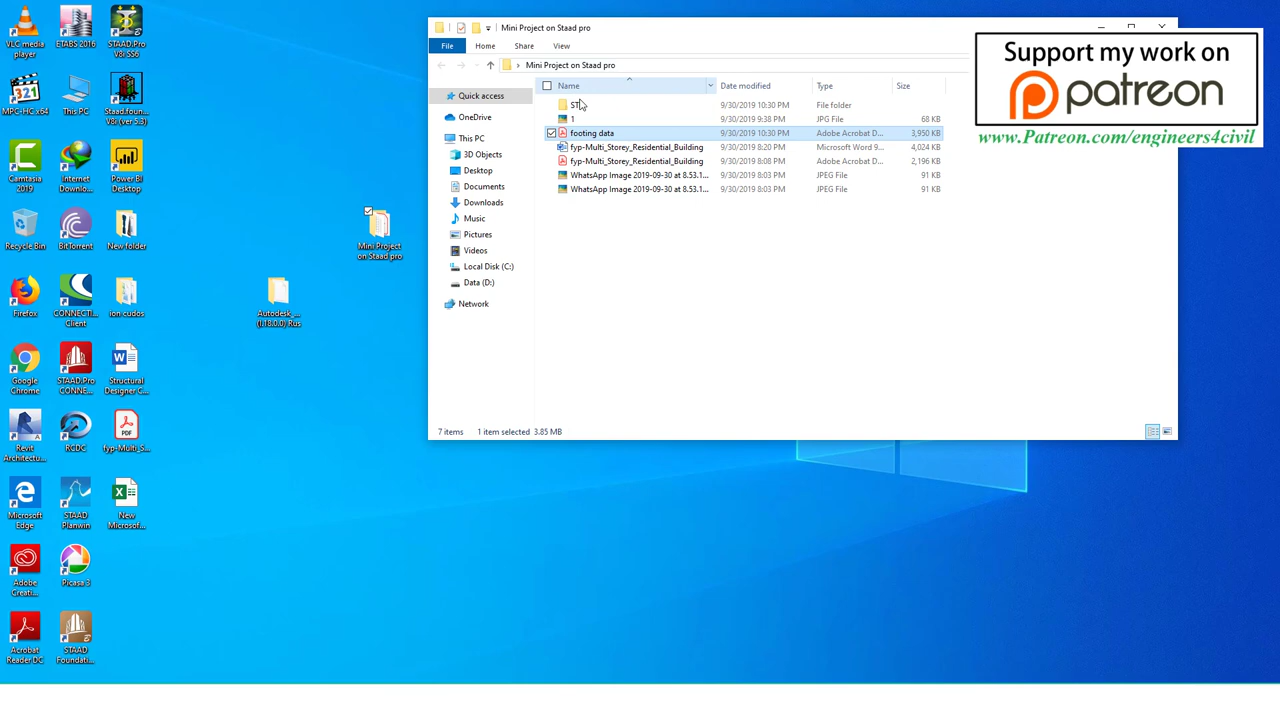 VLC media player
ETABS 2016
STAAD.Pro V8i SS6
MPC-HC x64
This PC
Staad.foun... (ver 5.3)
Camtasia 2019
Internet Downlo...
Power BI Desktop
Recycle Bin
BitTorrent
New folder
Firefox
CONNECTI... Client
ion cudos
Google Chrome
STAAD.Pro CONNE...
Structural Designer C...
Revit Architectu...
RCDC
fyp-Multi_S...
Microsoft Edge
STAAD Planwin
New Microsof...
Adobe Creati...
Picasa 3
Acrobat Reader DC
STAAD Foundati...
Mini Project on Staad pro
Autodesk_... (I.18.0.0) Rus
Mini Project on Staad pro
File Home Share View
Mini Project on Staad pro
Quick access
OneDrive
This PC
3D Objects
Desktop
Documents
Downloads
Music
Pictures
Videos
Local Disk (C:)
Data (D:)
Network
Name Date modified Type Size
9/30/2019 10:30 PM File folder
1 9/30/2019 9:38 PM JPG File 68 KB
footing data 9/30/2019 10:30 PM Adobe Acrobat D... 3,950 KB
fyp-Multi_Storey_Residential_Building 9/30/2019 8:20 PM Microsoft Word 9... 4,024 KB
fyp-Multi_Storey_Residential_Building 9/30/2019 8:08 PM Adobe Acrobat D... 2,196 KB
WhatsApp Image 2019-09-30 at 8.53.1... 9/30/2019 8:03 PM JPEG File 91 KB
WhatsApp Image 2019-09-30 at 8.53.1... 9/30/2019 8:03 PM JPEG File 91 KB
7 items 1 item selected 3.85 MB
Support my work on
patreon
www.Patreon.com/engineers4civil